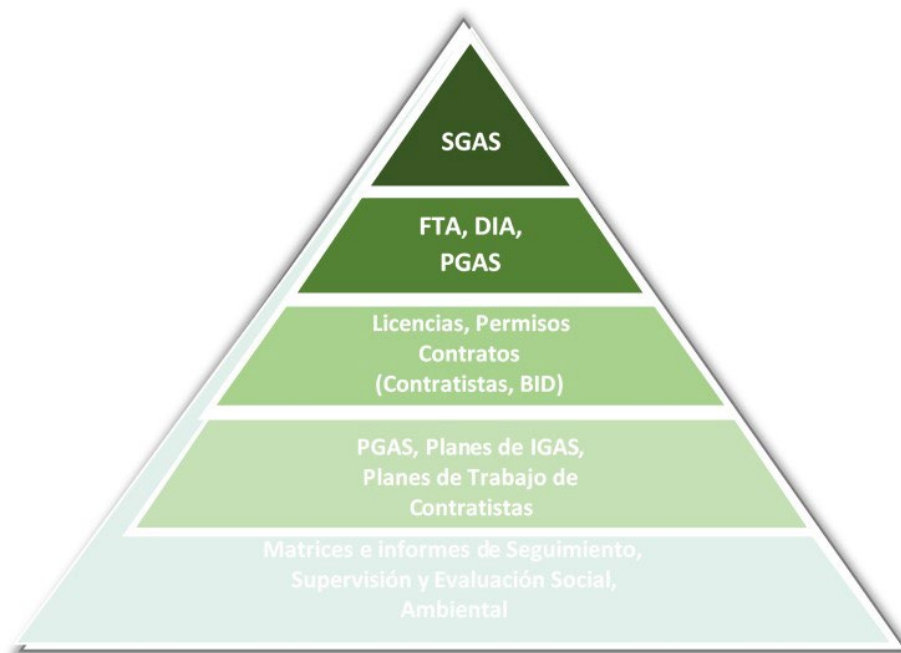 SGAS
FTA, DIA,
PGAS
Licencias, Permisos
Contratos
(Contratistas, BID)
PGAS, Planes de IGAS,
Planes de Trabajo de
Contratistas
Matrices e informes de Seguimiento,
Supervisión y Evaluación Social,
Ambiental